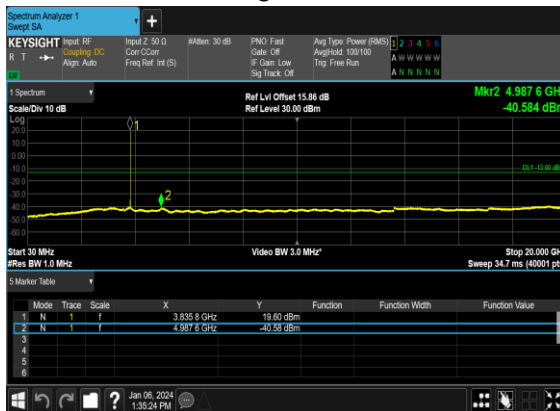 Spectrum Analyzer 1
Swept SA
KEYSIGHT Input: RF Input Z: 50 Ω #Atten: 30 dB PNO: Fast Avg Type: Power (RMS) 1 2 3 4 5 6
R T Coupling: DC Corr CCorr Gate: Off Avg|Hold: 100/100 A W W W W W
Align: Auto Freq Ref: Int (S) IF Gain: Low Trig: Free Run
Sig Track: Off A N N N N N
1 Spectrum Ref Lvl Offset 15.86 dB Mkr2 4.987 6 GH
Scale/Div 10 dB Ref Level 30.00 dBm -40.584 dB
Log
20.0 1
10.0
0.00
-10.0 DL1 -13.00 dB
-20.0
-30.0 2
-40.0
-50.0
-60.0
Start 30 MHz Video BW 3.0 MHz* Stop 20.000 GH
#Res BW 1.0 MHz Sweep 34.7 ms (40001 pt
5 Marker Table
Mode Trace Scale X Y Function Function Width Function Value
1 N 1 f 3.835 8 GHz 19.60 dBm
2 N 1 f 4.987 6 GHz -40.58 dBm
3
4
5
6
? Jan 06, 2024
1:35:24 PM